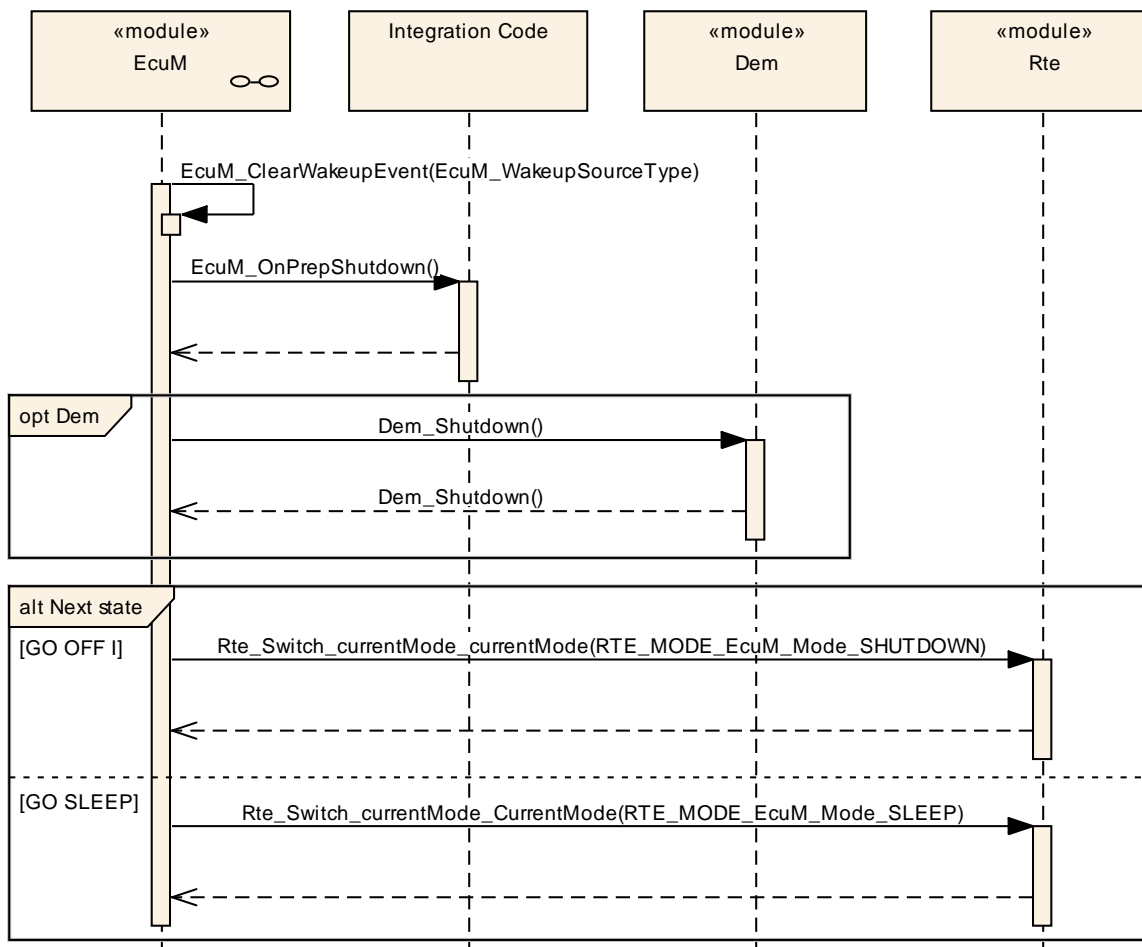 «module»
EcuM
Integration Code
«module»
Dem
«module»
Rte
EcuM_ClearWakeupEvent(EcuM_WakeupSourceType)
EcuM_OnPrepShutdown()
opt Dem
Dem_Shutdown()
Dem_Shutdown()
alt Next state
[GO OFF I]
Rte_Switch_currentMode_currentMode(RTE_MODE_EcuM_Mode_SHUTDOWN)
[GO SLEEP]
Rte_Switch_currentMode_CurrentMode(RTE_MODE_EcuM_Mode_SLEEP)